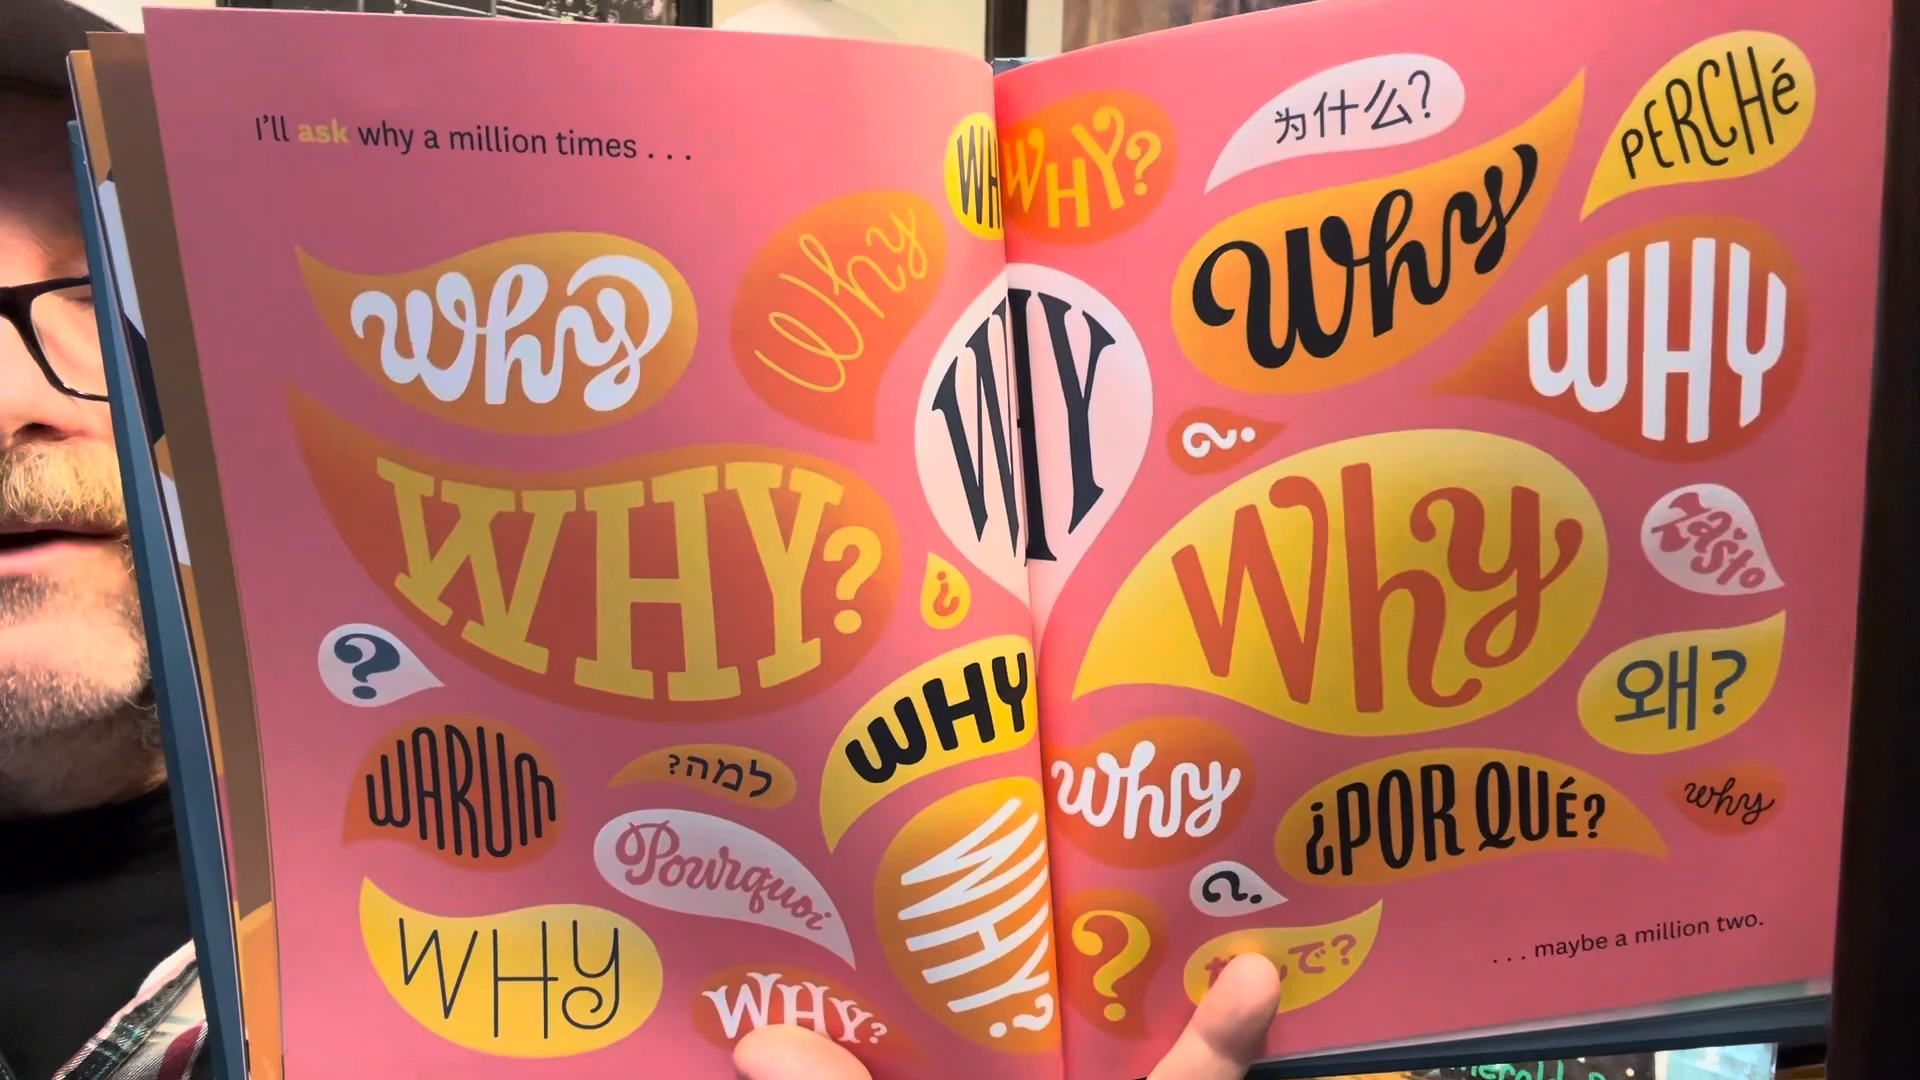 I'll ask why a million times . . .
Why
Why
WHY?
?
¿
WARUM
?למה
Pourquoi
WHY
WHY
WHY?
WHY?
WHY?
为什么?
PERCHé
Why
WHY
?
WHY
Why
Zašto
왜?
Why
¿POR QUÉ?
why
?
?
. . . maybe a million two.